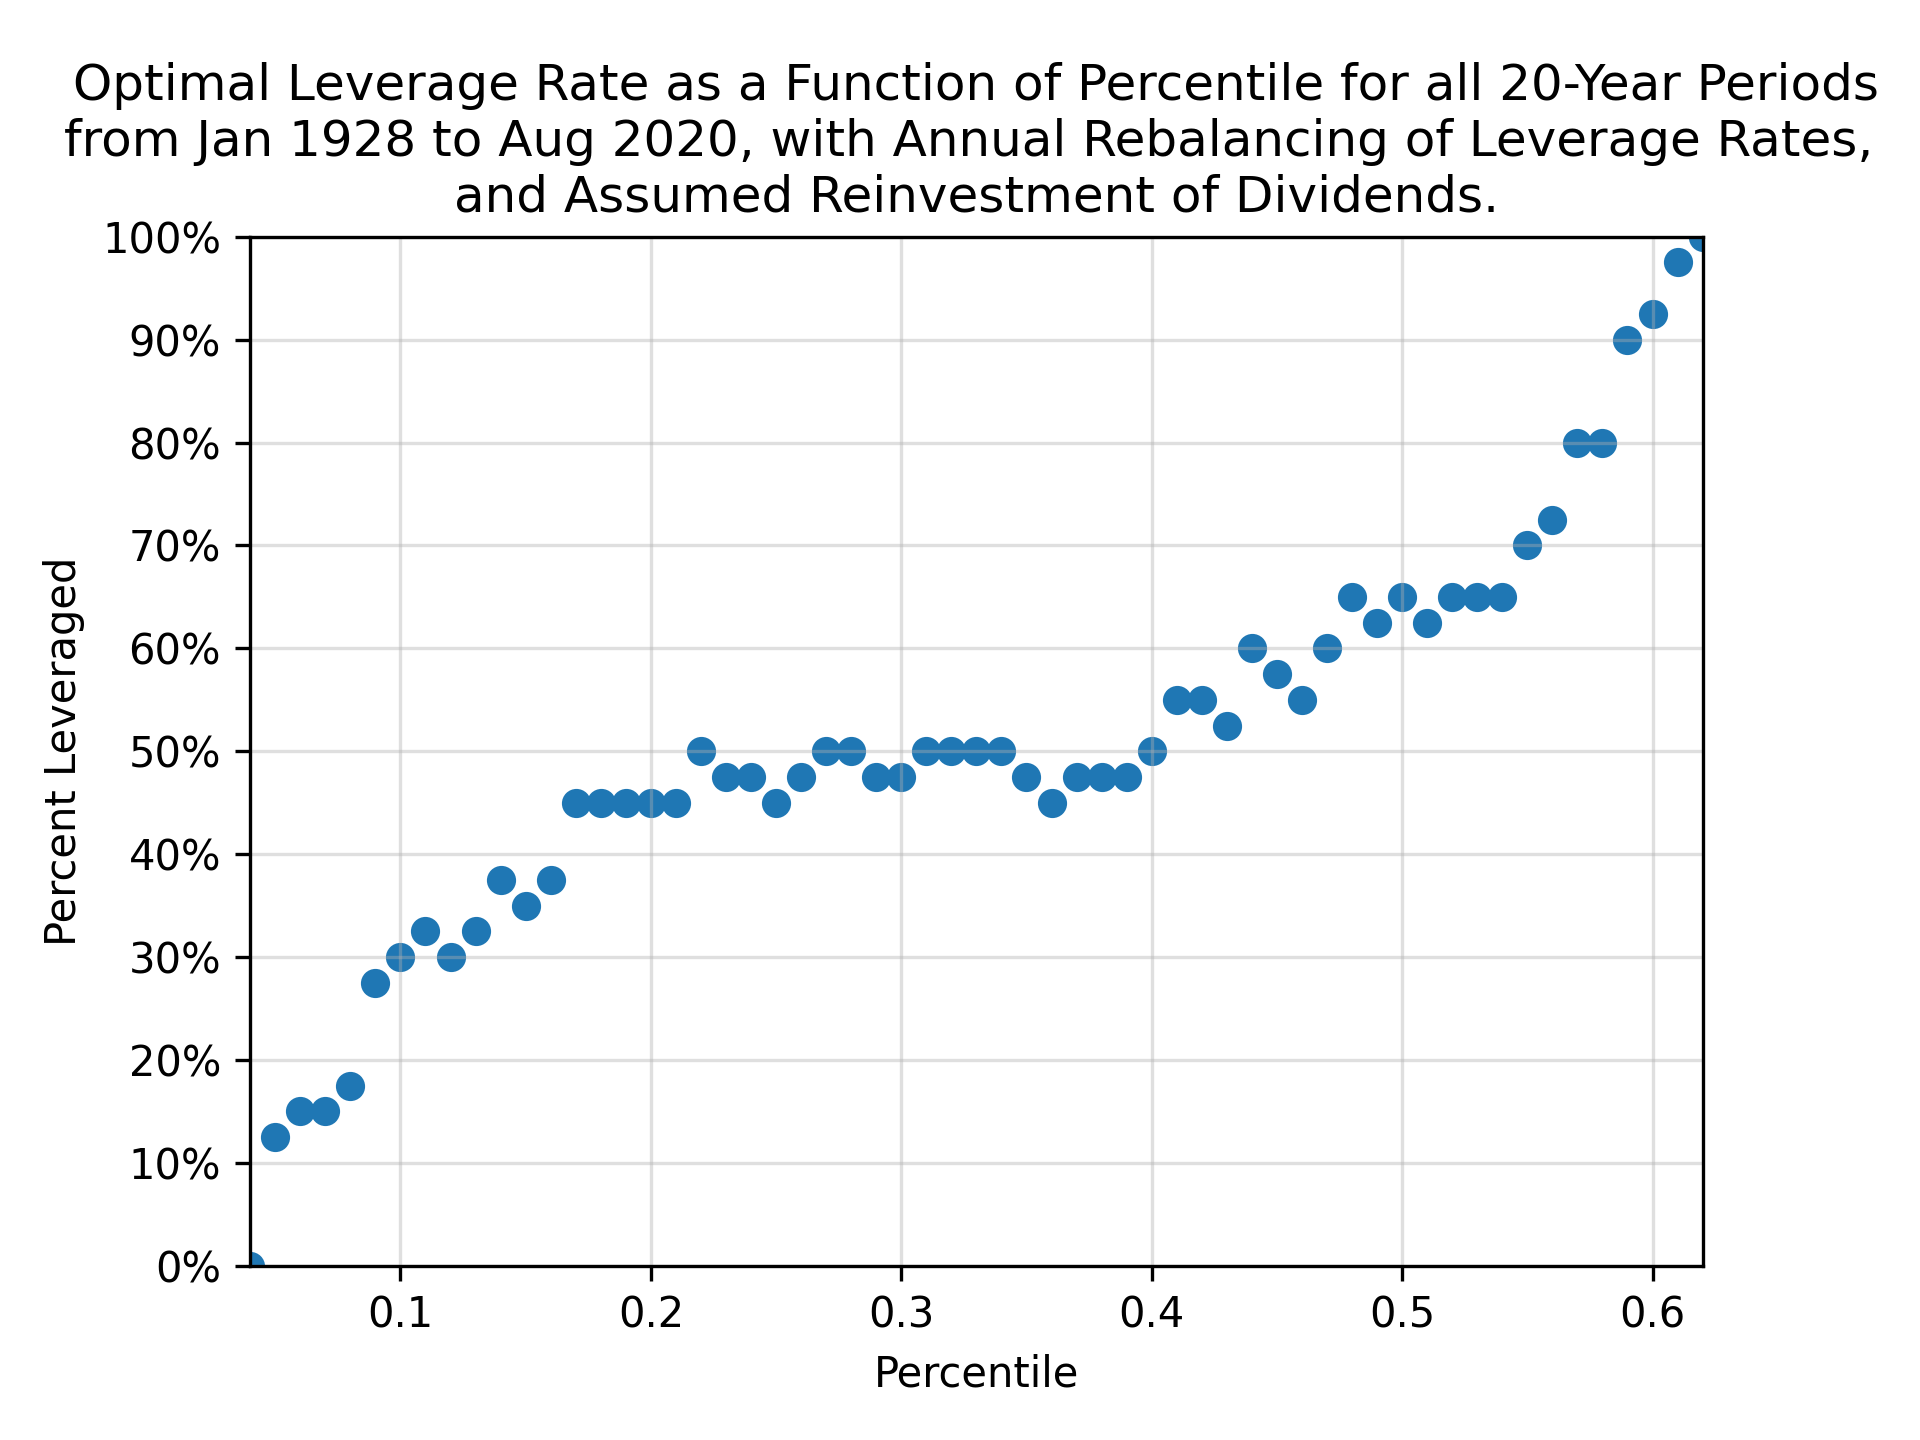 Optimal Leverage Rate as a Function of Percentile for all 20-Year Periods
from Jan 1928 to Aug 2020, with Annual Rebalancing of Leverage Rates,
and Assumed Reinvestment of Dividends.
100%
90%
80%
70%
60%
50%
40%
30%
20%
10%
0%
Percent Leveraged
0.1 0.2 0.3 0.4 0.5 0.6
Percentile